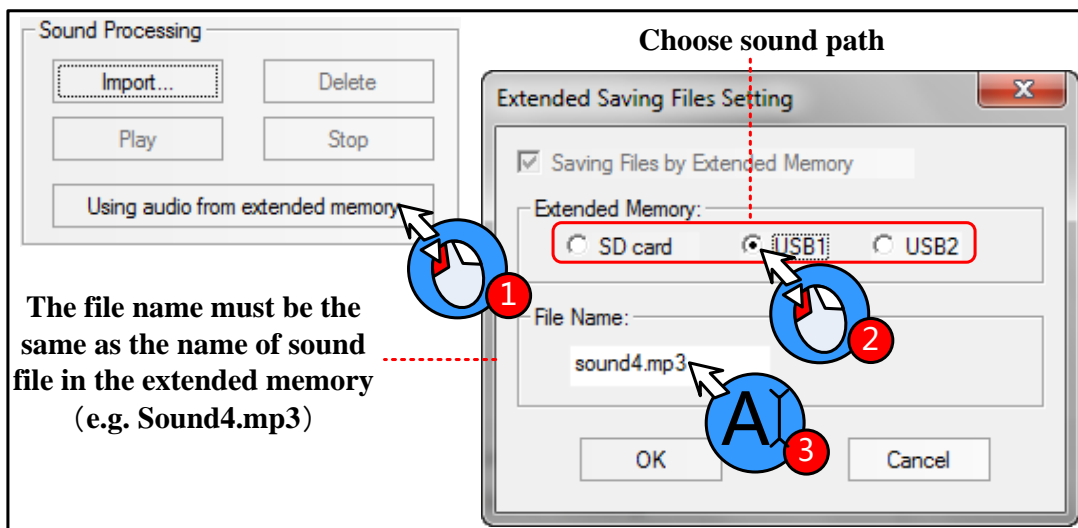 Sound Processing
Import...
Delete
Play
Stop
Using audio from extended memory
1
The file name must be the
same as the name of sound
file in the extended memory
（e.g. Sound4.mp3）
Choose sound path
Extended Saving Files Setting
X
Saving Files by Extended Memory
Extended Memory:
SD card USB1 USB2
2
File Name:
sound4.mp3
A
3
OK
Cancel